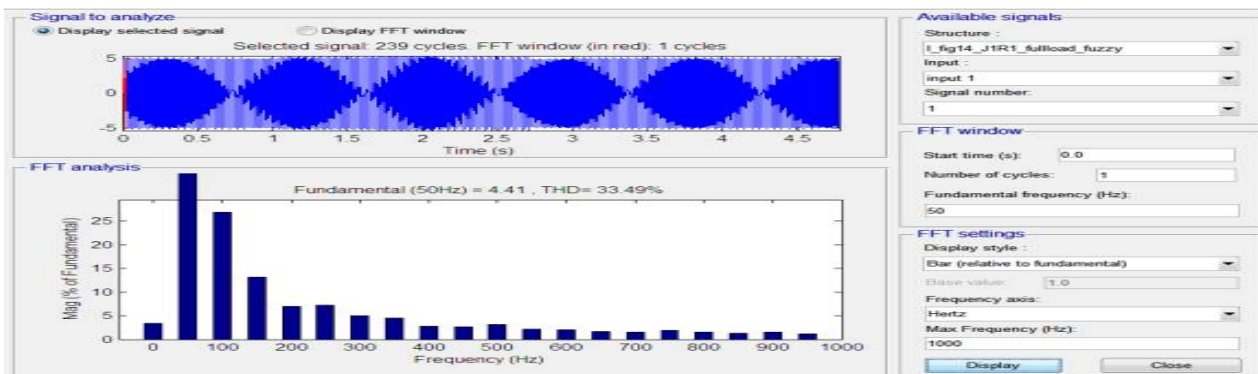 Signal to analyze
Display selected signal Display FFT window
Selected signal: 239 cycles. FFT window (in red): 1 cycles
5
0
-5
0 0.5 1 1.5 2 2.5 3 3.5 4 4.5
Time (s)
FFT analysis
Fundamental (50Hz) = 4.41 , THD= 33.49%
Mag (% of Fundamental)
25
20
15
10
5
0
0 100 200 300 400 500 600 700 800 900 1000
Frequency (Hz)
Available signals
Structure :
I_fig14_J1R1_fullload_fuzzy
Input :
input 1
Signal number:
1
FFT window
Start time (s): 0.0
Number of cycles: 1
Fundamental frequency (Hz):
50
FFT settings
Display style :
Bar (relative to fundamental)
Base value: 1.0
Frequency axis:
Hertz
Max Frequency (Hz):
1000
Display Close